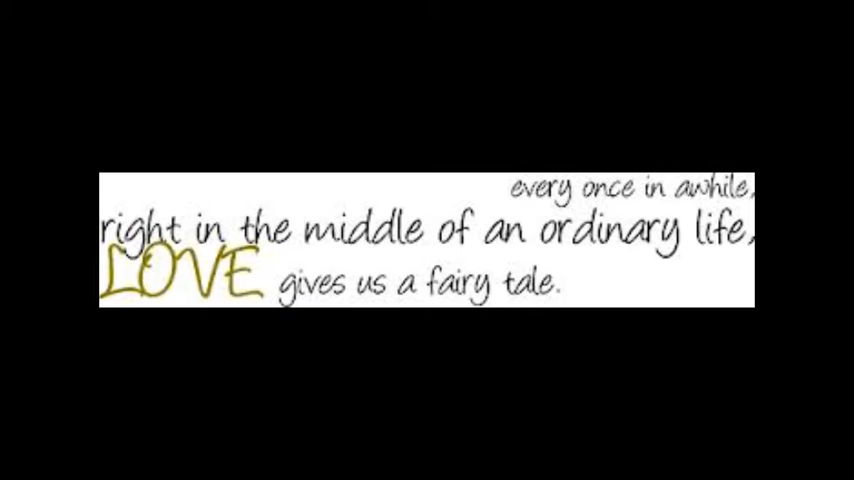 every once in awhile,
right in the middle of an ordinary life,
LOVE gives us a fairy tale.